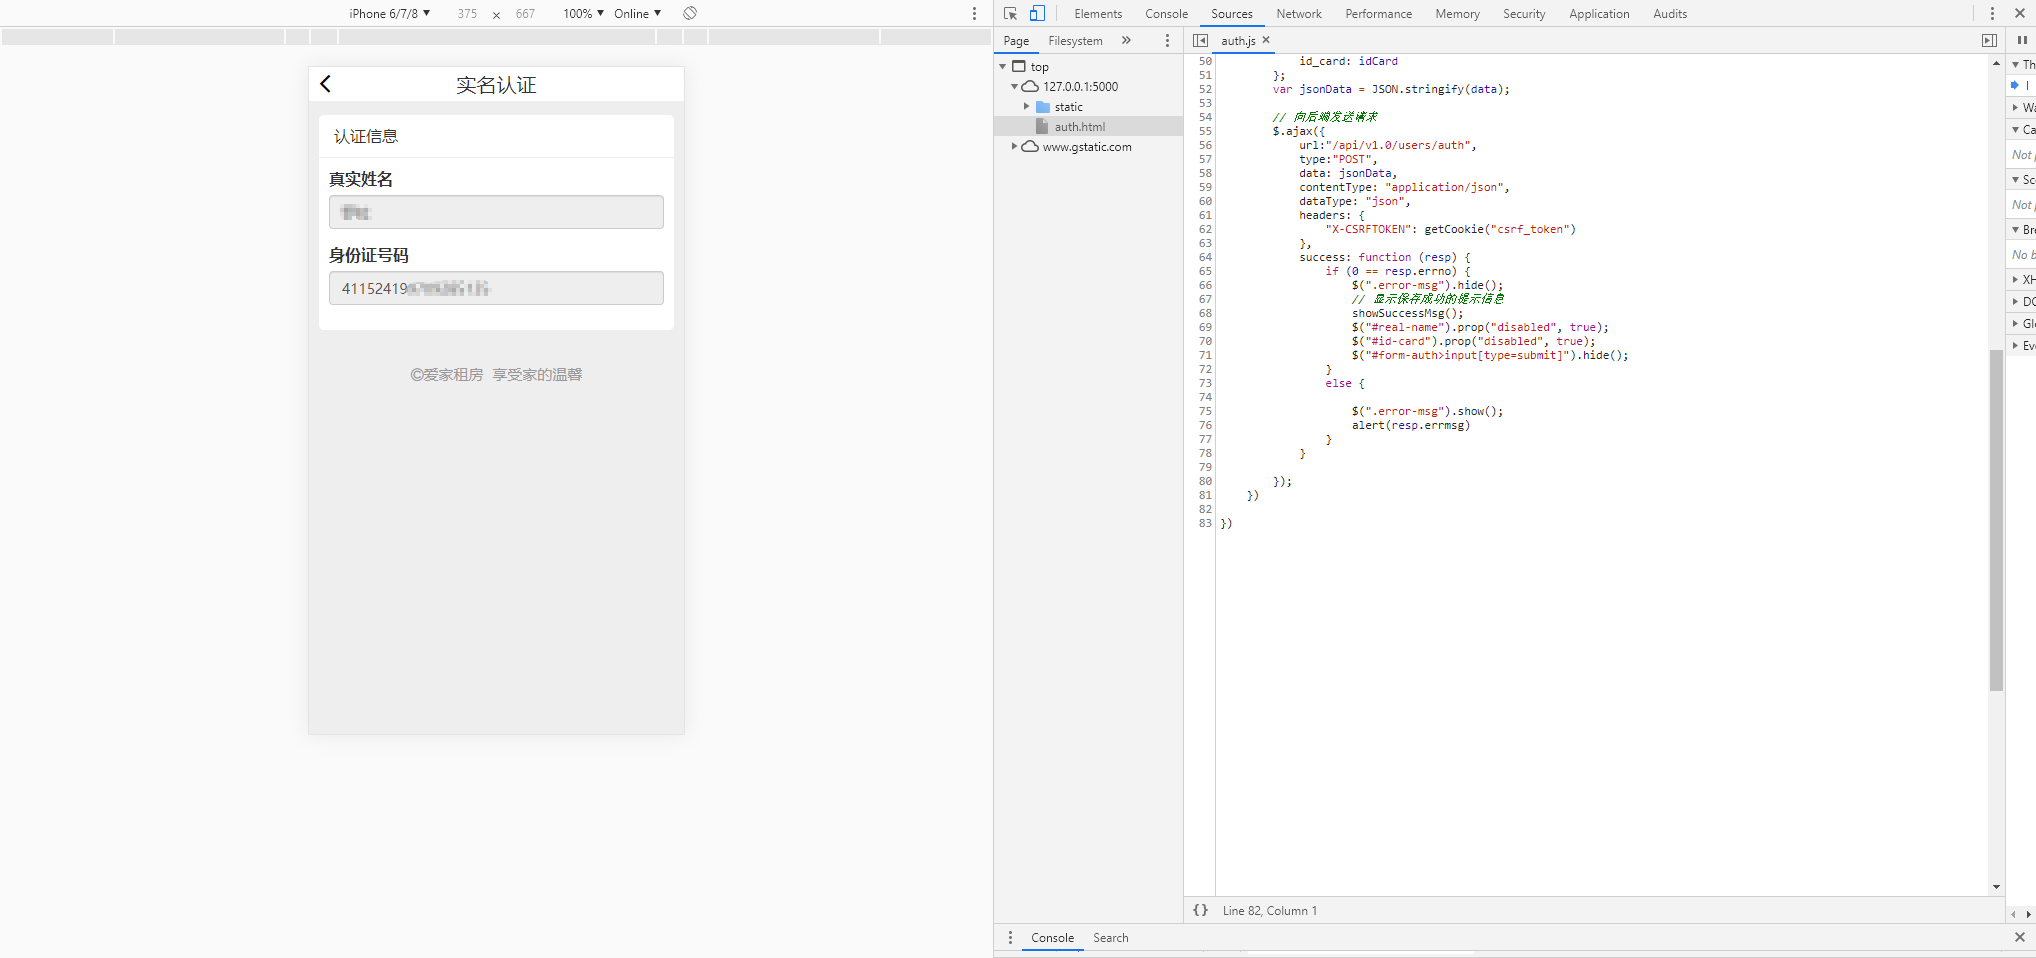 iPhone 6/7/8 ▼ 375 × 667 100% ▼ Online ▼
实名认证
认证信息
真实姓名
身份证号码
41152419
©爱家租房 享受家的温馨
Elements Console Sources Network Performance Memory Security Application Audits
Page Filesystem »
auth.js ×
top
127.0.0.1:5000
static
auth.html
www.gstatic.com
50 id_card: idCard
51 };
52 var jsonData = JSON.stringify(data);
53
54 // 向后端发送请求
55 $.ajax({
56 url:"/api/v1.0/users/auth",
57 type:"POST",
58 data: jsonData,
59 contentType: "application/json",
60 dataType: "json",
61 headers: {
62 "X-CSRFTOKEN": getCookie("csrf_token")
63 },
64 success: function (resp) {
65 if (0 == resp.errno) {
66 $(".error-msg").hide();
67 // 显示保存成功的提示信息
68 showSuccessMsg();
69 $("#real-name").prop("disabled", true);
70 $("#id-card").prop("disabled", true);
71 $("#form-auth>input[type=submit]").hide();
72 }
73 else {
74
75 $(".error-msg").show();
76 alert(resp.errmsg)
77 }
78 }
79
80 });
81 })
82
83 })
Th
Wa
Ca
Not p
Sc
Not p
Bre
No b
XH
DO
Glo
Eve
{} Line 82, Column 1
Console Search